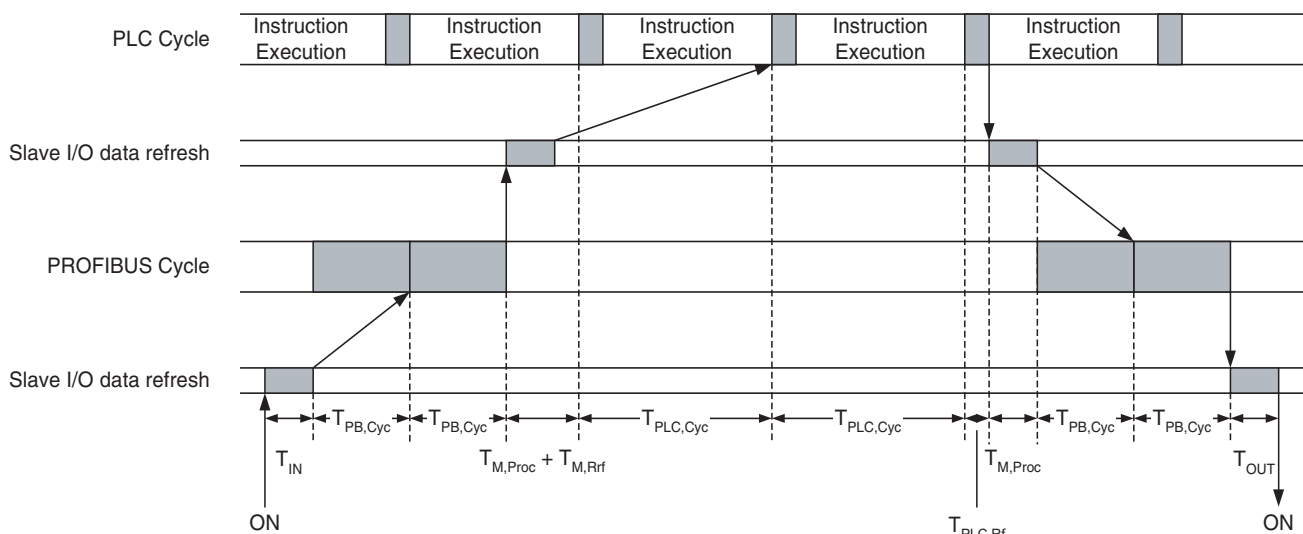 PLC Cycle
Instruction
Execution
Instruction
Execution
Instruction
Execution
Instruction
Execution
Instruction
Execution
Slave I/O data refresh
PROFIBUS Cycle
Slave I/O data refresh
TPB,Cyc
TPB,Cyc
TPLC,Cyc
TPLC,Cyc
TPB,Cyc
TPB,Cyc
TIN
TM,Proc + TM,Rrf
TM,Proc
TOUT
ON
TPLC,Rf
ON